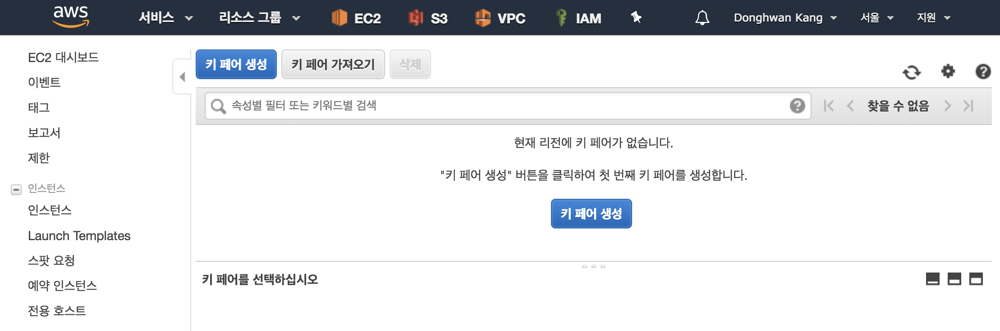 aws 서비스 리소스 그룹 EC2 S3 VPC IAM Donghwan Kang 서울 지원
EC2 대시보드
이벤트
태그
보고서
제한
인스턴스
인스턴스
Launch Templates
스팟 요청
예약 인스턴스
전용 호스트
키 페어 생성 키 페어 가져오기 삭제
속성별 필터 또는 키워드별 검색 찾을 수 없음
현재 리전에 키 페어가 없습니다.
"키 페어 생성" 버튼을 클릭하여 첫 번째 키 페어를 생성합니다.
키 페어 생성
키 페어를 선택하십시오